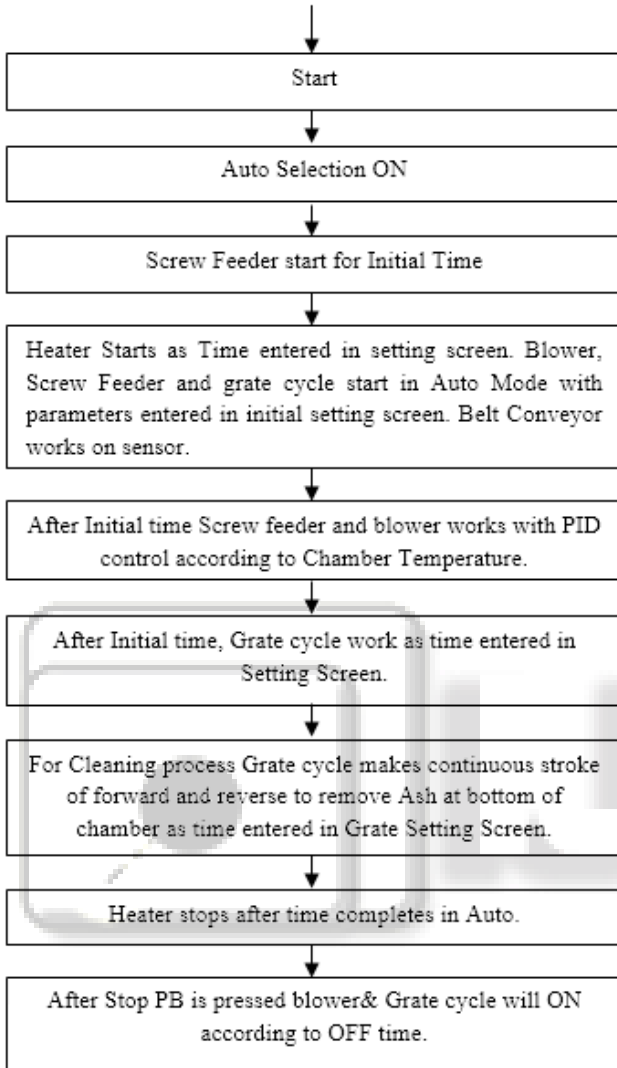 Start
Auto Selection ON
Screw Feeder start for Initial Time
Heater Starts as Time entered in setting screen. Blower,
Screw Feeder and grate cycle start in Auto Mode with
parameters entered in initial setting screen. Belt Conveyor
works on sensor.
After Initial time Screw feeder and blower works with PID
control according to Chamber Temperature.
After Initial time, Grate cycle work as time entered in
Setting Screen.
For Cleaning process Grate cycle makes continuous stroke
of forward and reverse to remove Ash at bottom of
chamber as time entered in Grate Setting Screen.
Heater stops after time completes in Auto.
After Stop PB is pressed blower& Grate cycle will ON
according to OFF time.